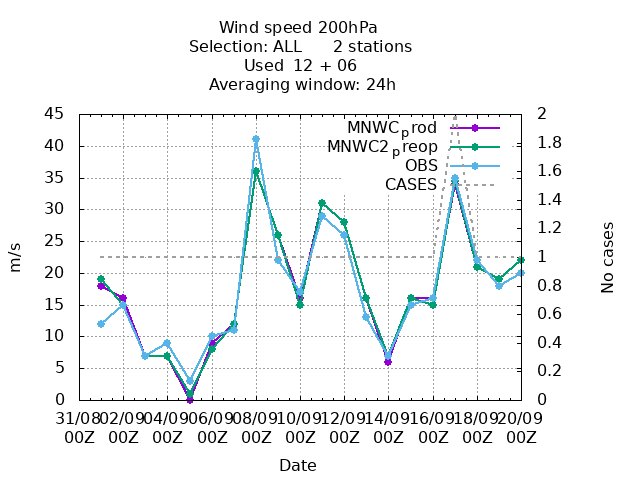 Wind speed 200hPa
Selection: ALL 2 stations
Used 12 + 06
Averaging window: 24h
MNWC_prod
MNWC2_preop
OBS
CASES
m/s
45
40
35
30
25
20
15
10
5
0
No cases
2
1.8
1.6
1.4
1.2
1
0.8
0.6
0.4
0.2
0
31/08 02/09 04/09 06/09 08/09 10/09 12/09 14/09 16/09 18/09 20/09
00Z 00Z 00Z 00Z 00Z 00Z 00Z 00Z 00Z 00Z 00Z
Date